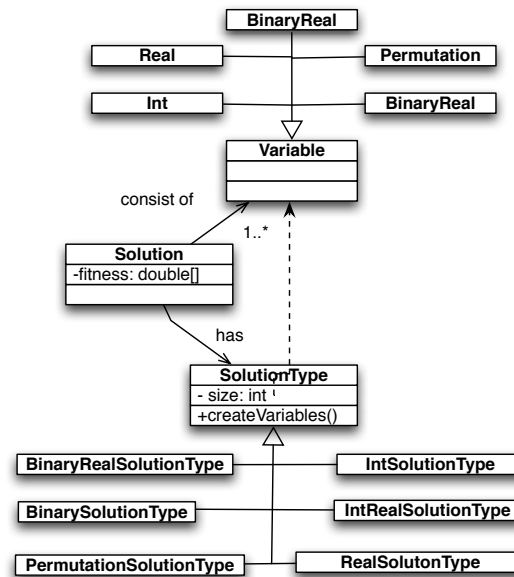 BinaryReal
Real
Permutation
Int
BinaryReal
Variable
consist of
1..*
Solution
-fitness: double[]
has
SolutionType
- size: int
+createVariables()
BinaryRealSolutionType
IntSolutionType
BinarySolutionType
IntRealSolutionType
PermutationSolutionType
RealSolutonType